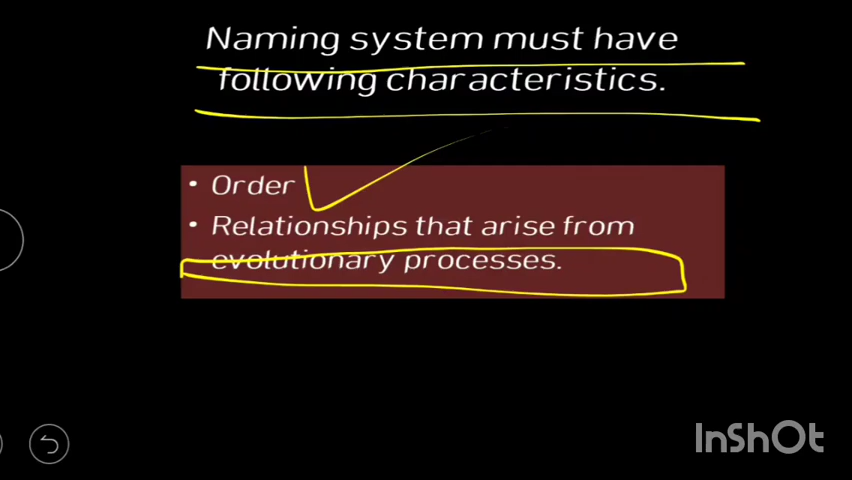 Naming system must have
following characteristics.
• Order
• Relationships that arise from
evolutionary processes.
InShOt